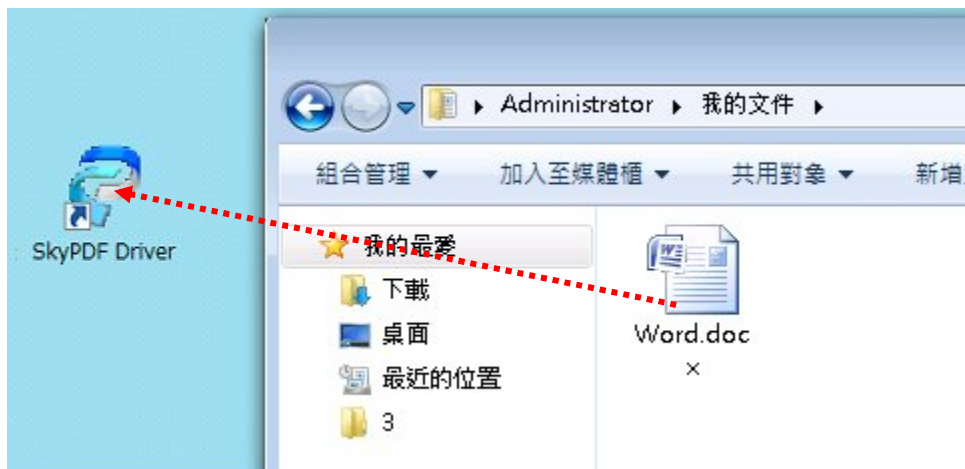 Administrator ▸ 我的文件 ▸
組合管理 ▼ 加入至媒體櫃 ▼ 共用對象 ▼ 新增
我的最愛
下載
桌面
最近的位置
3
Word.doc
x
SkyPDF Driver